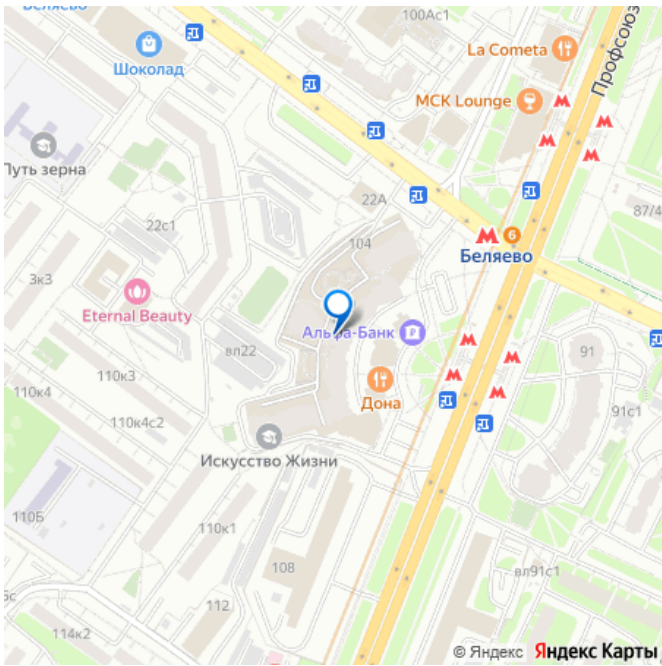 Беляево
100Ас1
La Cometa
Шоколад
MCK Lounge
Профсоюз
Путь зерна
22А
87/4
22с1
104
6
Беляево
3к3
Eternal Beauty
Альфа-Банк
вл22
91
110к3
110к4
Дона
91с1
110к4с2
Искусство Жизни
110Б
110к1
108
вл91с1
5с
112
114к2
© Яндекс Яндекс Карты